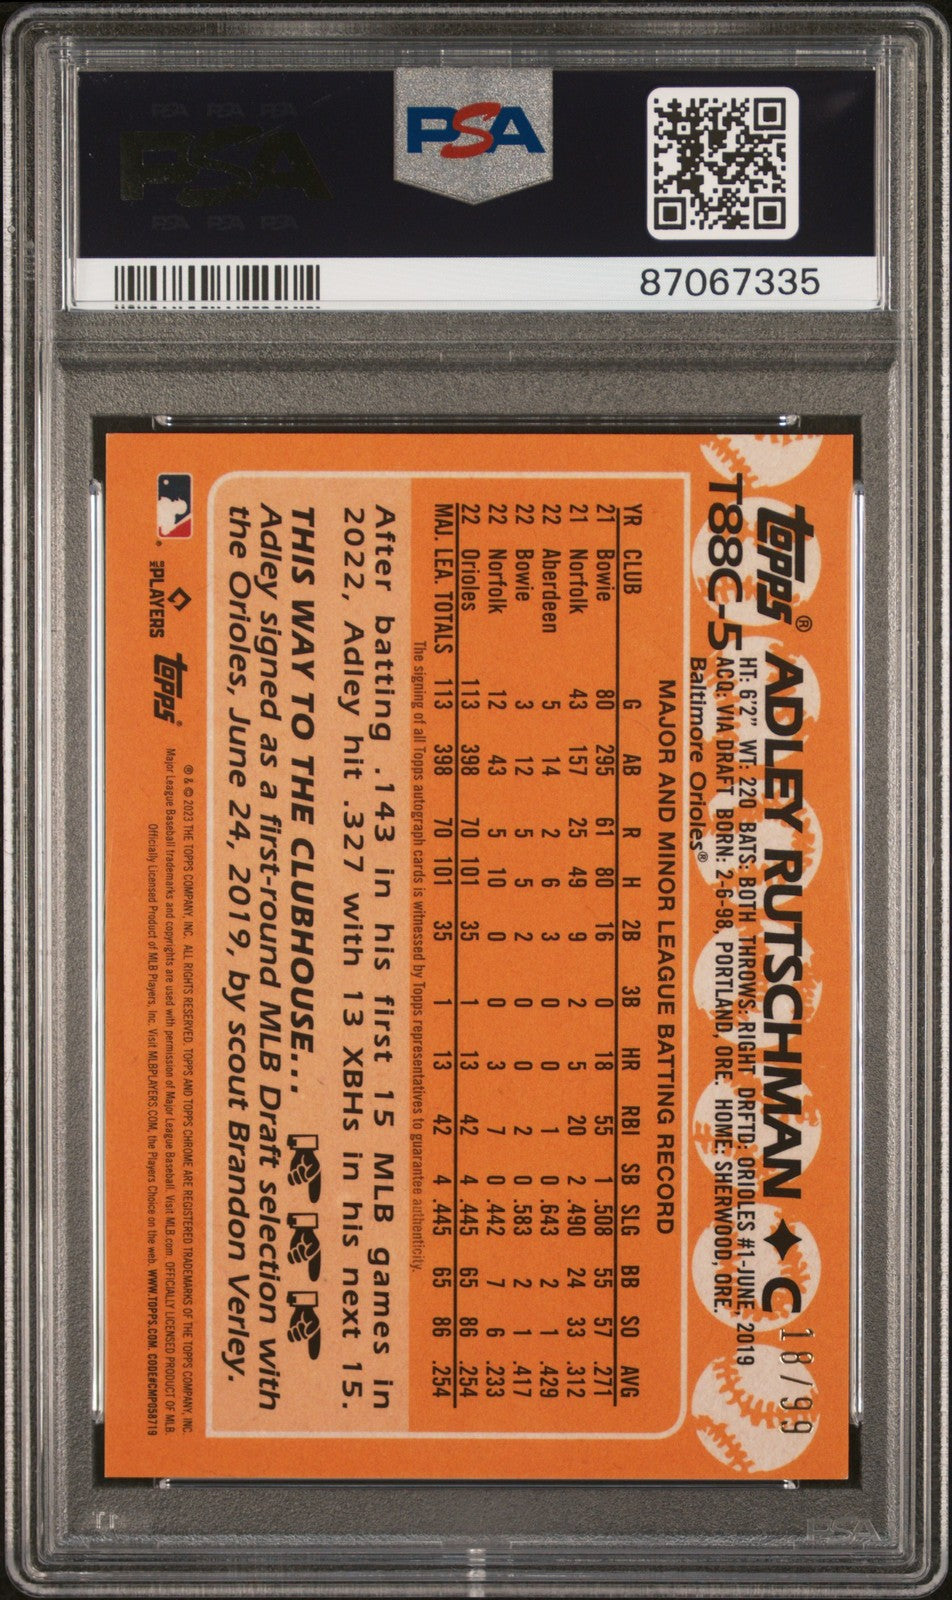 PSA PSA PSA
PSA
PSA PSA PSA
PSA
87067335
18/99
topps® ADLEY RUTSCHMAN ✦ C
T88C-5
HT: 6'2" WT: 220 BATS: BOTH THROWS: RIGHT DRFTD: ORIOLES #1-JUNE, 2019
ACQ: VIA DRAFT BORN: 2-6-98, PORTLAND, ORE. HOME: SHERWOOD, ORE.
Baltimore Orioles®
MAJOR AND MINOR LEAGUE BATTING RECORD
YR CLUB G AB R H 2B 3B HR RBI SB SLG BB SO AVG
21 Bowie 80 295 61 80 16 0 18 55 1 .508 55 57 .271
21 Norfolk 43 157 25 49 9 2 5 20 2 .490 24 33 .312
22 Aberdeen 5 14 2 6 3 0 0 1 0 .643 2 1 .429
22 Bowie 3 12 5 5 2 0 0 2 0 .583 2 1 .417
22 Norfolk 12 43 5 10 0 0 3 7 0 .442 7 6 .233
22 Orioles 113 398 70 101 35 1 13 42 4 .445 65 86 .254
MAJ. LEA. TOTALS 113 398 70 101 35 1 13 42 4 .445 65 86 .254
The signing of all Topps autograph cards is witnessed by Topps representatives to guarantee authenticity.
After batting .143 in his first 15 MLB games in
2022, Adley hit .327 with 13 XBHs in his next 15.
THIS WAY TO THE CLUBHOUSE...
Adley signed as a first-round MLB Draft selection with
the Orioles, June 24, 2019, by scout Brandon Verley.
MLB PLAYERS
topps®
® & © 2023 THE TOPPS COMPANY, INC. ALL RIGHTS RESERVED. TOPPS AND TOPPS CHROME ARE REGISTERED TRADEMARKS OF THE TOPPS COMPANY, INC.
Major League Baseball trademarks and copyrights are used with permission of Major League Baseball. Visit MLB.com. OFFICIALLY LICENSED PRODUCT OF MLB
Officially Licensed Product of MLB Players, Inc. Visit MLBPLAYERS.COM, the Players Choice on the web. WWW.TOPPS.COM. CODE#CMP058719
PSA